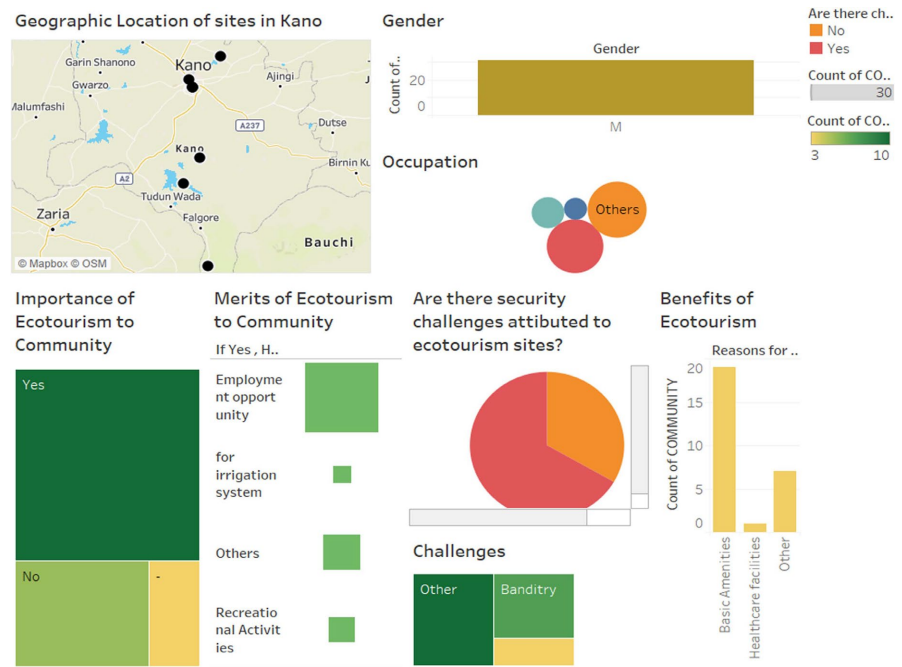 Geographic Location of sites in Kano
Garin Shanono
Kano
Gwarzo
Ajingi
J
Malumfashi
A237
Dutse
Kano
Birnin Ku
A2
Tudun Wada
Zaria
Falgore
Bauchi
© Mapbox © OSM
Gender
Gender
Count of..
20
0
M
Occupation
Others
Are there ch..
No
Yes
Count of CO..
30
Count of CO..
3 10
Importance of
Ecotourism to
Community
Yes
No
-
Merits of Ecotourism
to Community
If Yes , H..
Employme
nt opport
unity
for
irrigation
system
Others
Recreatio
nal Activit
ies
Are there security
challenges attibuted to
ecotourism sites?
Challenges
Other
Banditry
Benefits of
Ecotourism
Reasons for ..
Count of COMMUNITY
20
15
10
5
0
Basic Amenities
Healthcare facilities
Other